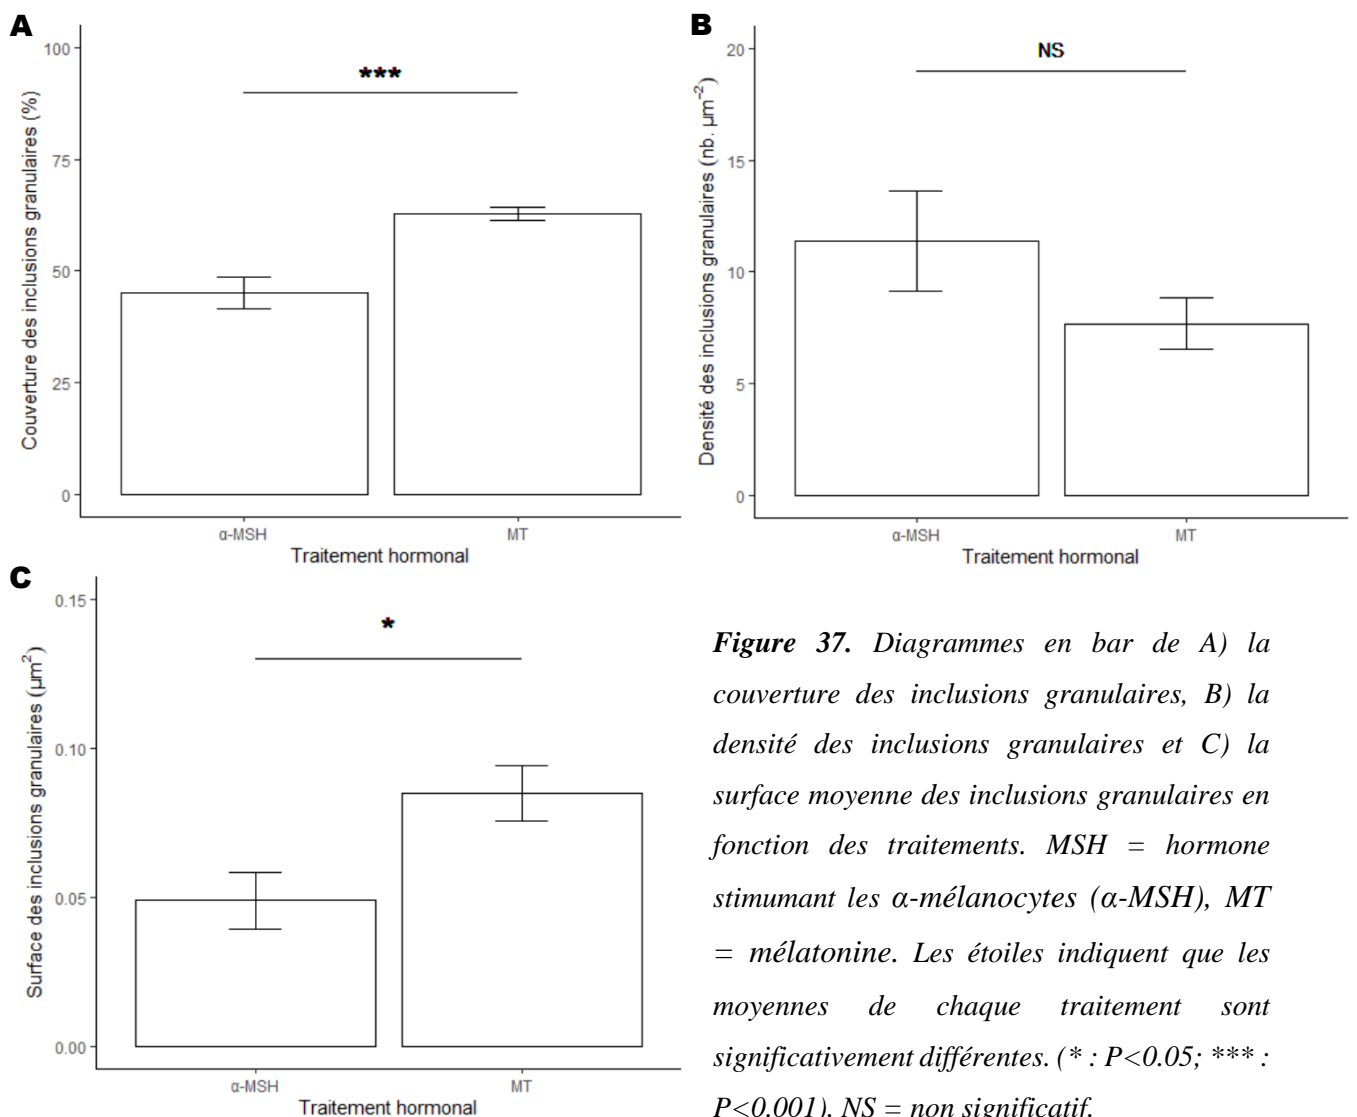 A
Couverture des inclusions granulaires (%)
100
75
50
25
0
***
α-MSH
MT
Traitement hormonal
B
Densité des inclusions granulaires (nb. µm⁻²)
20
15
10
5
0
NS
α-MSH
MT
Traitement hormonal
C
Surface des inclusions granulaires (µm²)
0.15
0.10
0.05
0.00
*
α-MSH
MT
Traitement hormonal
Figure 37. Diagrammes en bar de A) la
couverture des inclusions granulaires, B) la
densité des inclusions granulaires et C) la
surface moyenne des inclusions granulaires en
fonction des traitements. MSH = hormone
stimumant les α-mélanocytes (α-MSH), MT
= mélatonine. Les étoiles indiquent que les
moyennes de chaque traitement sont
significativement différentes. (* : P<0.05; *** :
P<0.001). NS = non significatif.